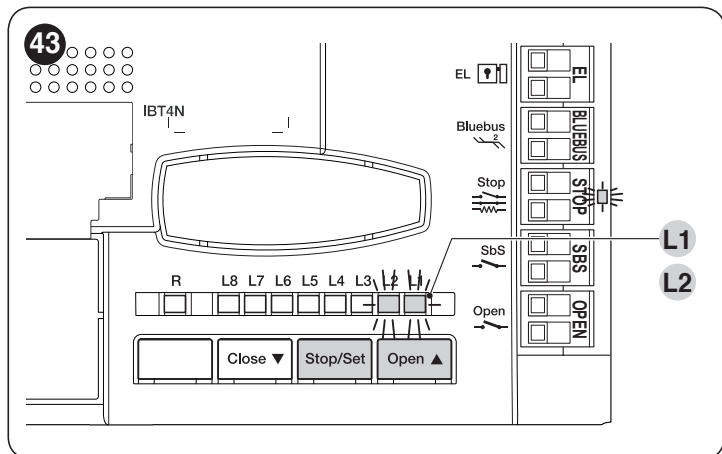 43
EL
EL
IBT4N
Bluebus
2
BLUEBUS
Stop
STOP
SbS
SBS
L1
L2
R L8 L7 L6 L5 L4 L3 L2 L1
Open
OPEN
Close ▼ Stop/Set Open ▲